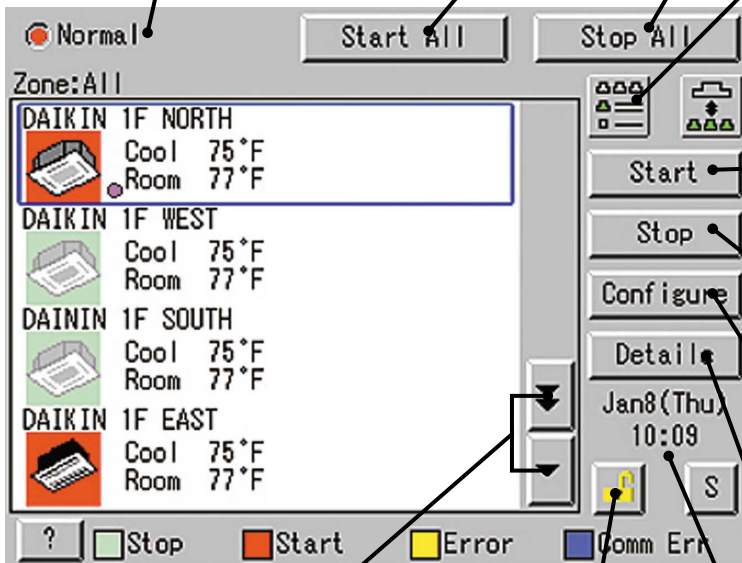 Normal
Start All
Stop All
Zone:All
DAIKIN 1F NORTH
Cool 75°F
Room 77°F
DAIKIN 1F WEST
Cool 75°F
Room 77°F
DAININ 1F SOUTH
Cool 75°F
Room 77°F
DAIKIN 1F EAST
Cool 75°F
Room 77°F
Start
Stop
Configure
Details
Jan8(Thu)
10:09
S
? Stop Start Error Comm Err